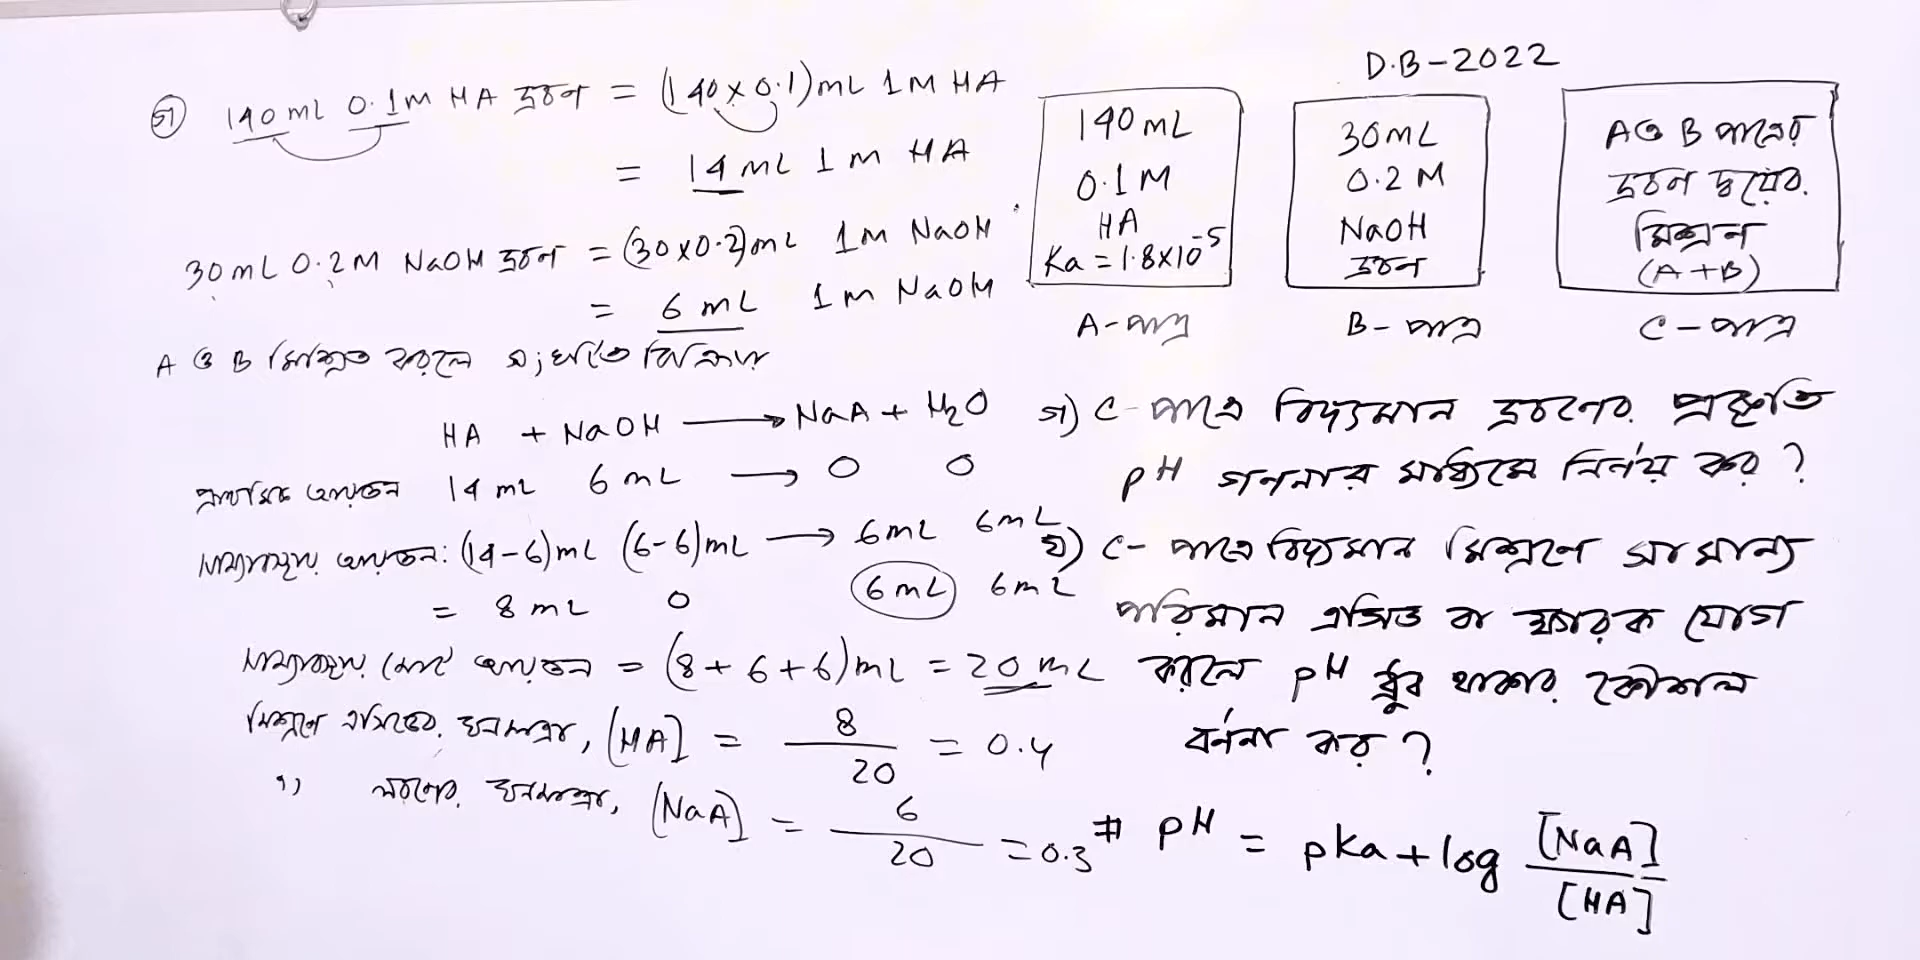 D.B-2022
140 mL
0.1 M
HA
Ka = 1.8×10⁻⁵
A-পাত্র
30 mL
0.2 M
NaOH
দ্রবণ
B-পাত্র
A ও B পাত্রের
দ্রবণ দ্বয়ের
মিশ্রণ
(A+B)
C-পাত্র
গ) C-পাত্রে বিদ্যমান দ্রবণের প্রকৃতি
pH গণনার মাধ্যমে নির্ণয় কর ?
ঘ) C-পাত্রে বিদ্যমান মিশ্রণে সামান্য
পরিমান এসিড বা ক্ষারক যোগ
করলে pH ধ্রুব থাকার কৌশল
বর্ণনা কর ?
গ 140 mL 0.1M HA দ্রবণ = (140×0.1) mL 1M HA
= 14 mL 1M HA
30 mL 0.2 M NaOH দ্রবণ = (30×0.2) mL 1M NaOH
= 6 mL 1M NaOH
A ও B মিশ্রিত করলে সংঘটিত বিক্রিয়া
HA + NaOH ⟶ NaA + H₂O
প্রাথমিক আয়তন 14 mL 6 mL ⟶ 0 0
সাম্যাবস্থায় আয়তন: (14-6) mL (6-6) mL ⟶ 6 mL 6 mL
= 8 mL 0 6 mL 6 mL
সাম্যাবস্থায় মোট আয়তন = (8+6+6) mL = 20 mL
মিশ্রণে এসিডের ঘনমাত্রা, [HA] = 8/20 = 0.4
'' লবণের ঘনমাত্রা, [NaA] = 6/20 = 0.3
# pH = pKa + log [NaA]/[HA]